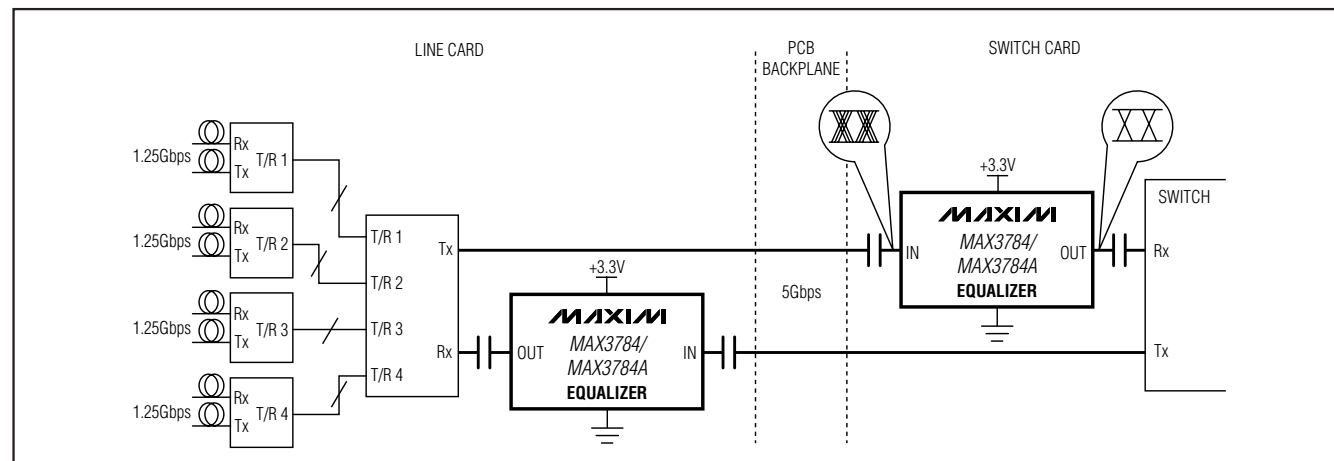 LINE CARD
PCB
BACKPLANE
SWITCH CARD
1.25Gbps
Rx
Tx
T/R 1
1.25Gbps
Rx
Tx
T/R 2
1.25Gbps
Rx
Tx
T/R 3
1.25Gbps
Rx
Tx
T/R 4
T/R 1
T/R 2
T/R 3
T/R 4
Tx
Rx
+3.3V
OUT
MAXIM
MAX3784/
MAX3784A
EQUALIZER
IN
5Gbps
+3.3V
IN
MAXIM
MAX3784/
MAX3784A
EQUALIZER
OUT
SWITCH
Rx
Tx